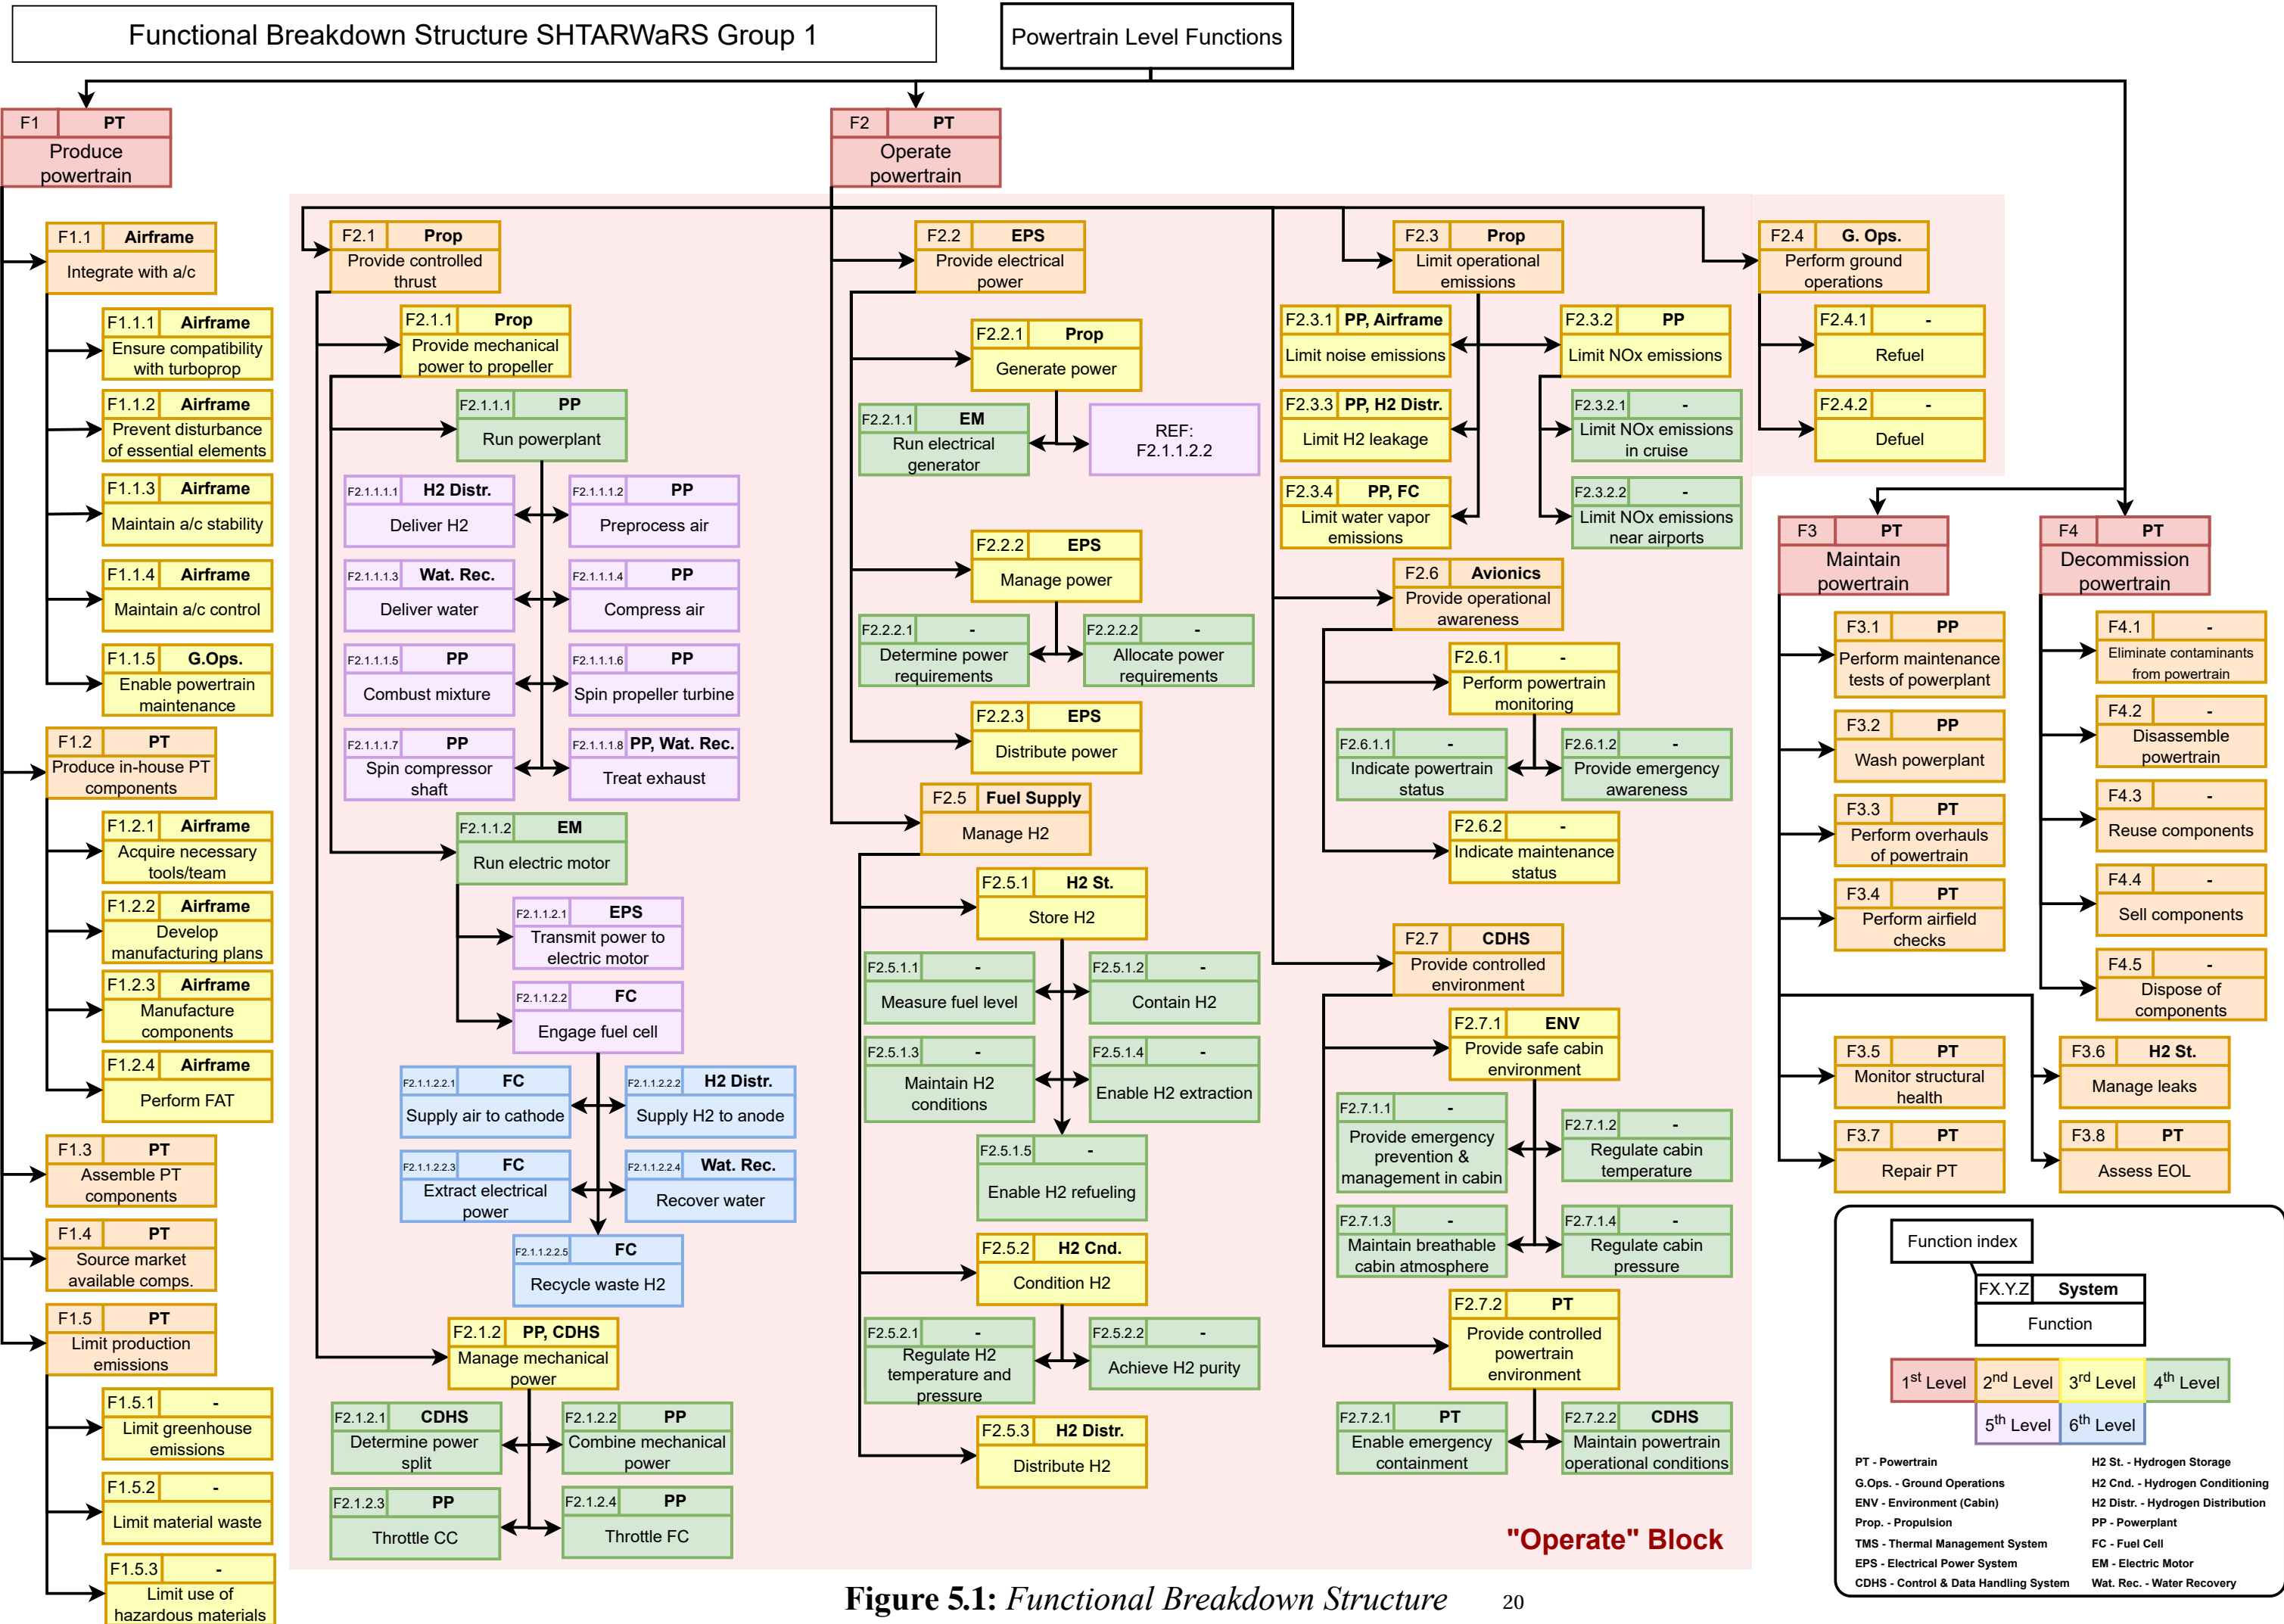 Functional Breakdown Structure SHTARWaRS Group 1
Powertrain Level Functions
F1 PT
Produce
powertrain
F1.1 Airframe
Integrate with a/c
F1.1.1 Airframe
Ensure compatibility
with turboprop
F1.1.2 Airframe
Prevent disturbance
of essential elements
F1.1.3 Airframe
Maintain a/c stability
F1.1.4 Airframe
Maintain a/c control
F1.1.5 G.Ops.
Enable powertrain
maintenance
F1.2 PT
Produce in-house PT
components
F1.2.1 Airframe
Acquire necessary
tools/team
F1.2.2 Airframe
Develop
manufacturing plans
F1.2.3 Airframe
Manufacture
components
F1.2.4 Airframe
Perform FAT
F1.3 PT
Assemble PT
components
F1.4 PT
Source market
available comps.
F1.5 PT
Limit production
emissions
F1.5.1 -
Limit greenhouse
emissions
F1.5.2 -
Limit material waste
F1.5.3 -
Limit use of
hazardous materials
F2 PT
Operate
powertrain
F2.1 Prop
Provide controlled
thrust
F2.1.1 Prop
Provide mechanical
power to propeller
F2.1.1.1 PP
Run powerplant
F2.1.1.1.1 H2 Distr.
Deliver H2
F2.1.1.1.2 PP
Preprocess air
F2.1.1.1.3 Wat. Rec.
Deliver water
F2.1.1.1.4 PP
Compress air
F2.1.1.1.5 PP
Combust mixture
F2.1.1.1.6 PP
Spin propeller turbine
F2.1.1.1.7 PP
Spin compressor
shaft
F2.1.1.1.8 PP, Wat. Rec.
Treat exhaust
F2.1.1.2 EM
Run electric motor
F2.1.1.2.1 EPS
Transmit power to
electric motor
F2.1.1.2.2 FC
Engage fuel cell
F2.1.1.2.2.1 FC
Supply air to cathode
F2.1.1.2.2.2 H2 Distr.
Supply H2 to anode
F2.1.1.2.2.3 FC
Extract electrical
power
F2.1.1.2.2.4 Wat. Rec.
Recover water
F2.1.1.2.2.5 FC
Recycle waste H2
F2.1.2 PP, CDHS
Manage mechanical
power
F2.1.2.1 CDHS
Determine power
split
F2.1.2.2 PP
Combine mechanical
power
F2.1.2.3 PP
Throttle CC
F2.1.2.4 PP
Throttle FC
F2.2 EPS
Provide electrical
power
F2.2.1 Prop
Generate power
F2.2.1.1 EM
Run electrical
generator
REF:
F2.1.1.2.2
F2.2.2 EPS
Manage power
F2.2.2.1 -
Determine power
requirements
F2.2.2.2 -
Allocate power
requirements
F2.2.3 EPS
Distribute power
F2.5 Fuel Supply
Manage H2
F2.5.1 H2 St.
Store H2
F2.5.1.1 -
Measure fuel level
F2.5.1.2 -
Contain H2
F2.5.1.3 -
Maintain H2
conditions
F2.5.1.4 -
Enable H2 extraction
F2.5.1.5 -
Enable H2 refueling
F2.5.2 H2 Cnd.
Condition H2
F2.5.2.1 -
Regulate H2
temperature and
pressure
F2.5.2.2 -
Achieve H2 purity
F2.5.3 H2 Distr.
Distribute H2
F2.3 Prop
Limit operational
emissions
F2.3.1 PP, Airframe
Limit noise emissions
F2.3.2 PP
Limit NOx emissions
F2.3.3 PP, H2 Distr.
Limit H2 leakage
F2.3.2.1 -
Limit NOx emissions
in cruise
F2.3.4 PP, FC
Limit water vapor
emissions
F2.3.2.2 -
Limit NOx emissions
near airports
F2.6 Avionics
Provide operational
awareness
F2.6.1 -
Perform powertrain
monitoring
F2.6.1.1 -
Indicate powertrain
status
F2.6.1.2 -
Provide emergency
awareness
F2.6.2 -
Indicate maintenance
status
F2.7 CDHS
Provide controlled
environment
F2.7.1 ENV
Provide safe cabin
environment
F2.7.1.1 -
Provide emergency
prevention &
management in cabin
F2.7.1.2 -
Regulate cabin
temperature
F2.7.1.3 -
Maintain breathable
cabin atmosphere
F2.7.1.4 -
Regulate cabin
pressure
F2.7.2 PT
Provide controlled
powertrain
environment
F2.7.2.1 PT
Enable emergency
containment
F2.7.2.2 CDHS
Maintain powertrain
operational conditions
F2.4 G. Ops.
Perform ground
operations
F2.4.1 -
Refuel
F2.4.2 -
Defuel
"Operate" Block
F3 PT
Maintain
powertrain
F3.1 PP
Perform maintenance
tests of powerplant
F3.2 PP
Wash powerplant
F3.3 PT
Perform overhauls
of powertrain
F3.4 PT
Perform airfield
checks
F3.5 PT
Monitor structural
health
F3.6 H2 St.
Manage leaks
F3.7 PT
Repair PT
F3.8 PT
Assess EOL
F4 PT
Decommission
powertrain
F4.1 -
Eliminate contaminants
from powertrain
F4.2 -
Disassemble
powertrain
F4.3 -
Reuse components
F4.4 -
Sell components
F4.5 -
Dispose of
components
Function index
FX.Y.Z System
Function
1st Level 2nd Level 3rd Level 4th Level
5th Level 6th Level
PT - Powertrain
G.Ops. - Ground Operations
ENV - Environment (Cabin)
Prop. - Propulsion
TMS - Thermal Management System
EPS - Electrical Power System
CDHS - Control & Data Handling System
H2 St. - Hydrogen Storage
H2 Cnd. - Hydrogen Conditioning
H2 Distr. - Hydrogen Distribution
PP - Powerplant
FC - Fuel Cell
EM - Electric Motor
Wat. Rec. - Water Recovery
Figure 5.1: Functional Breakdown Structure
20